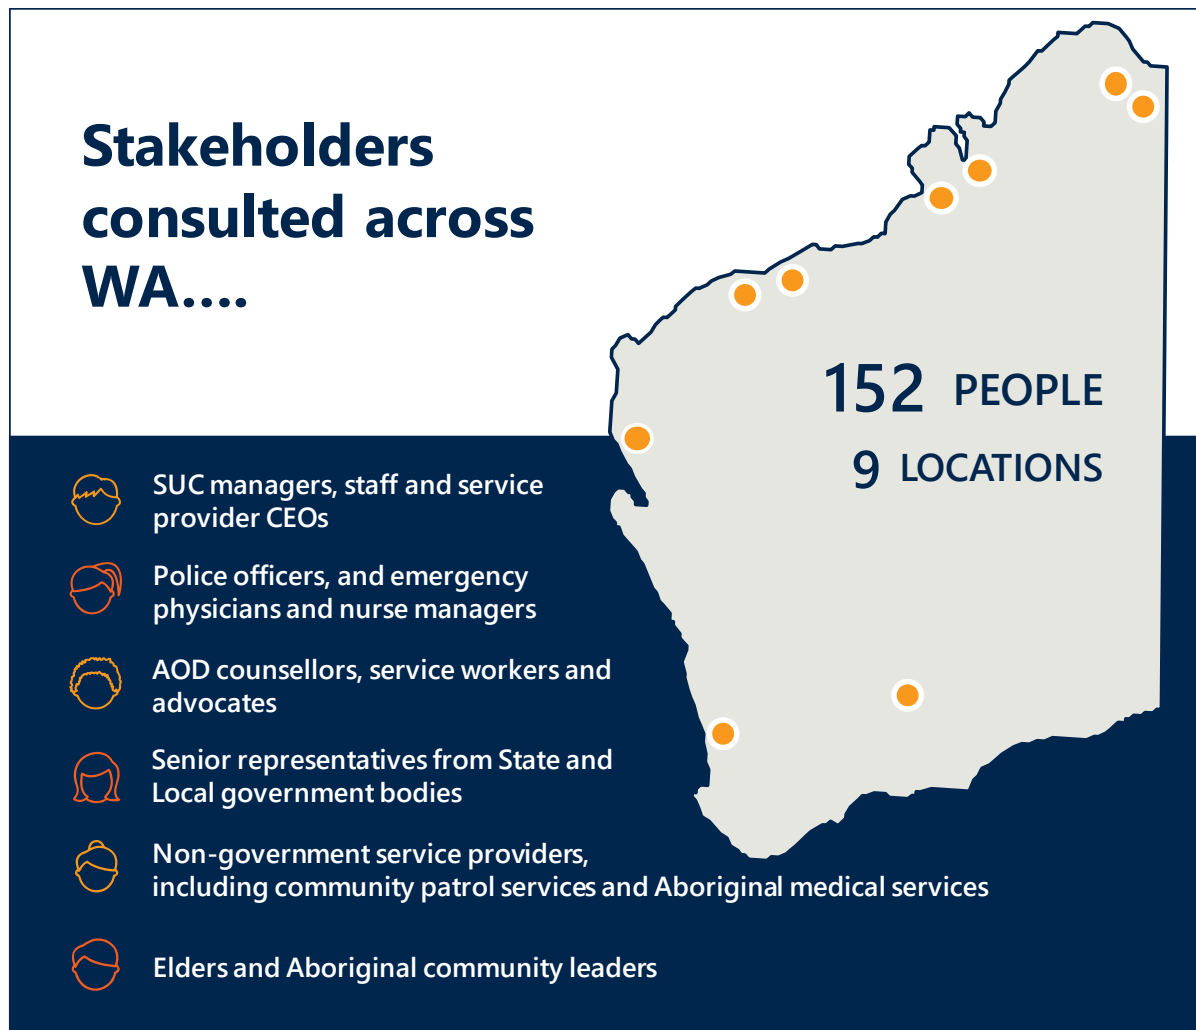 Stakeholders
consulted across
WA....
152 PEOPLE
9 LOCATIONS
SUC managers, staff and service
provider CEOs
Police officers, and emergency
physicians and nurse managers
AOD counsellors, service workers and
advocates
Senior representatives from State and
Local government bodies
Non-government service providers,
including community patrol services and Aboriginal medical services
Elders and Aboriginal community leaders